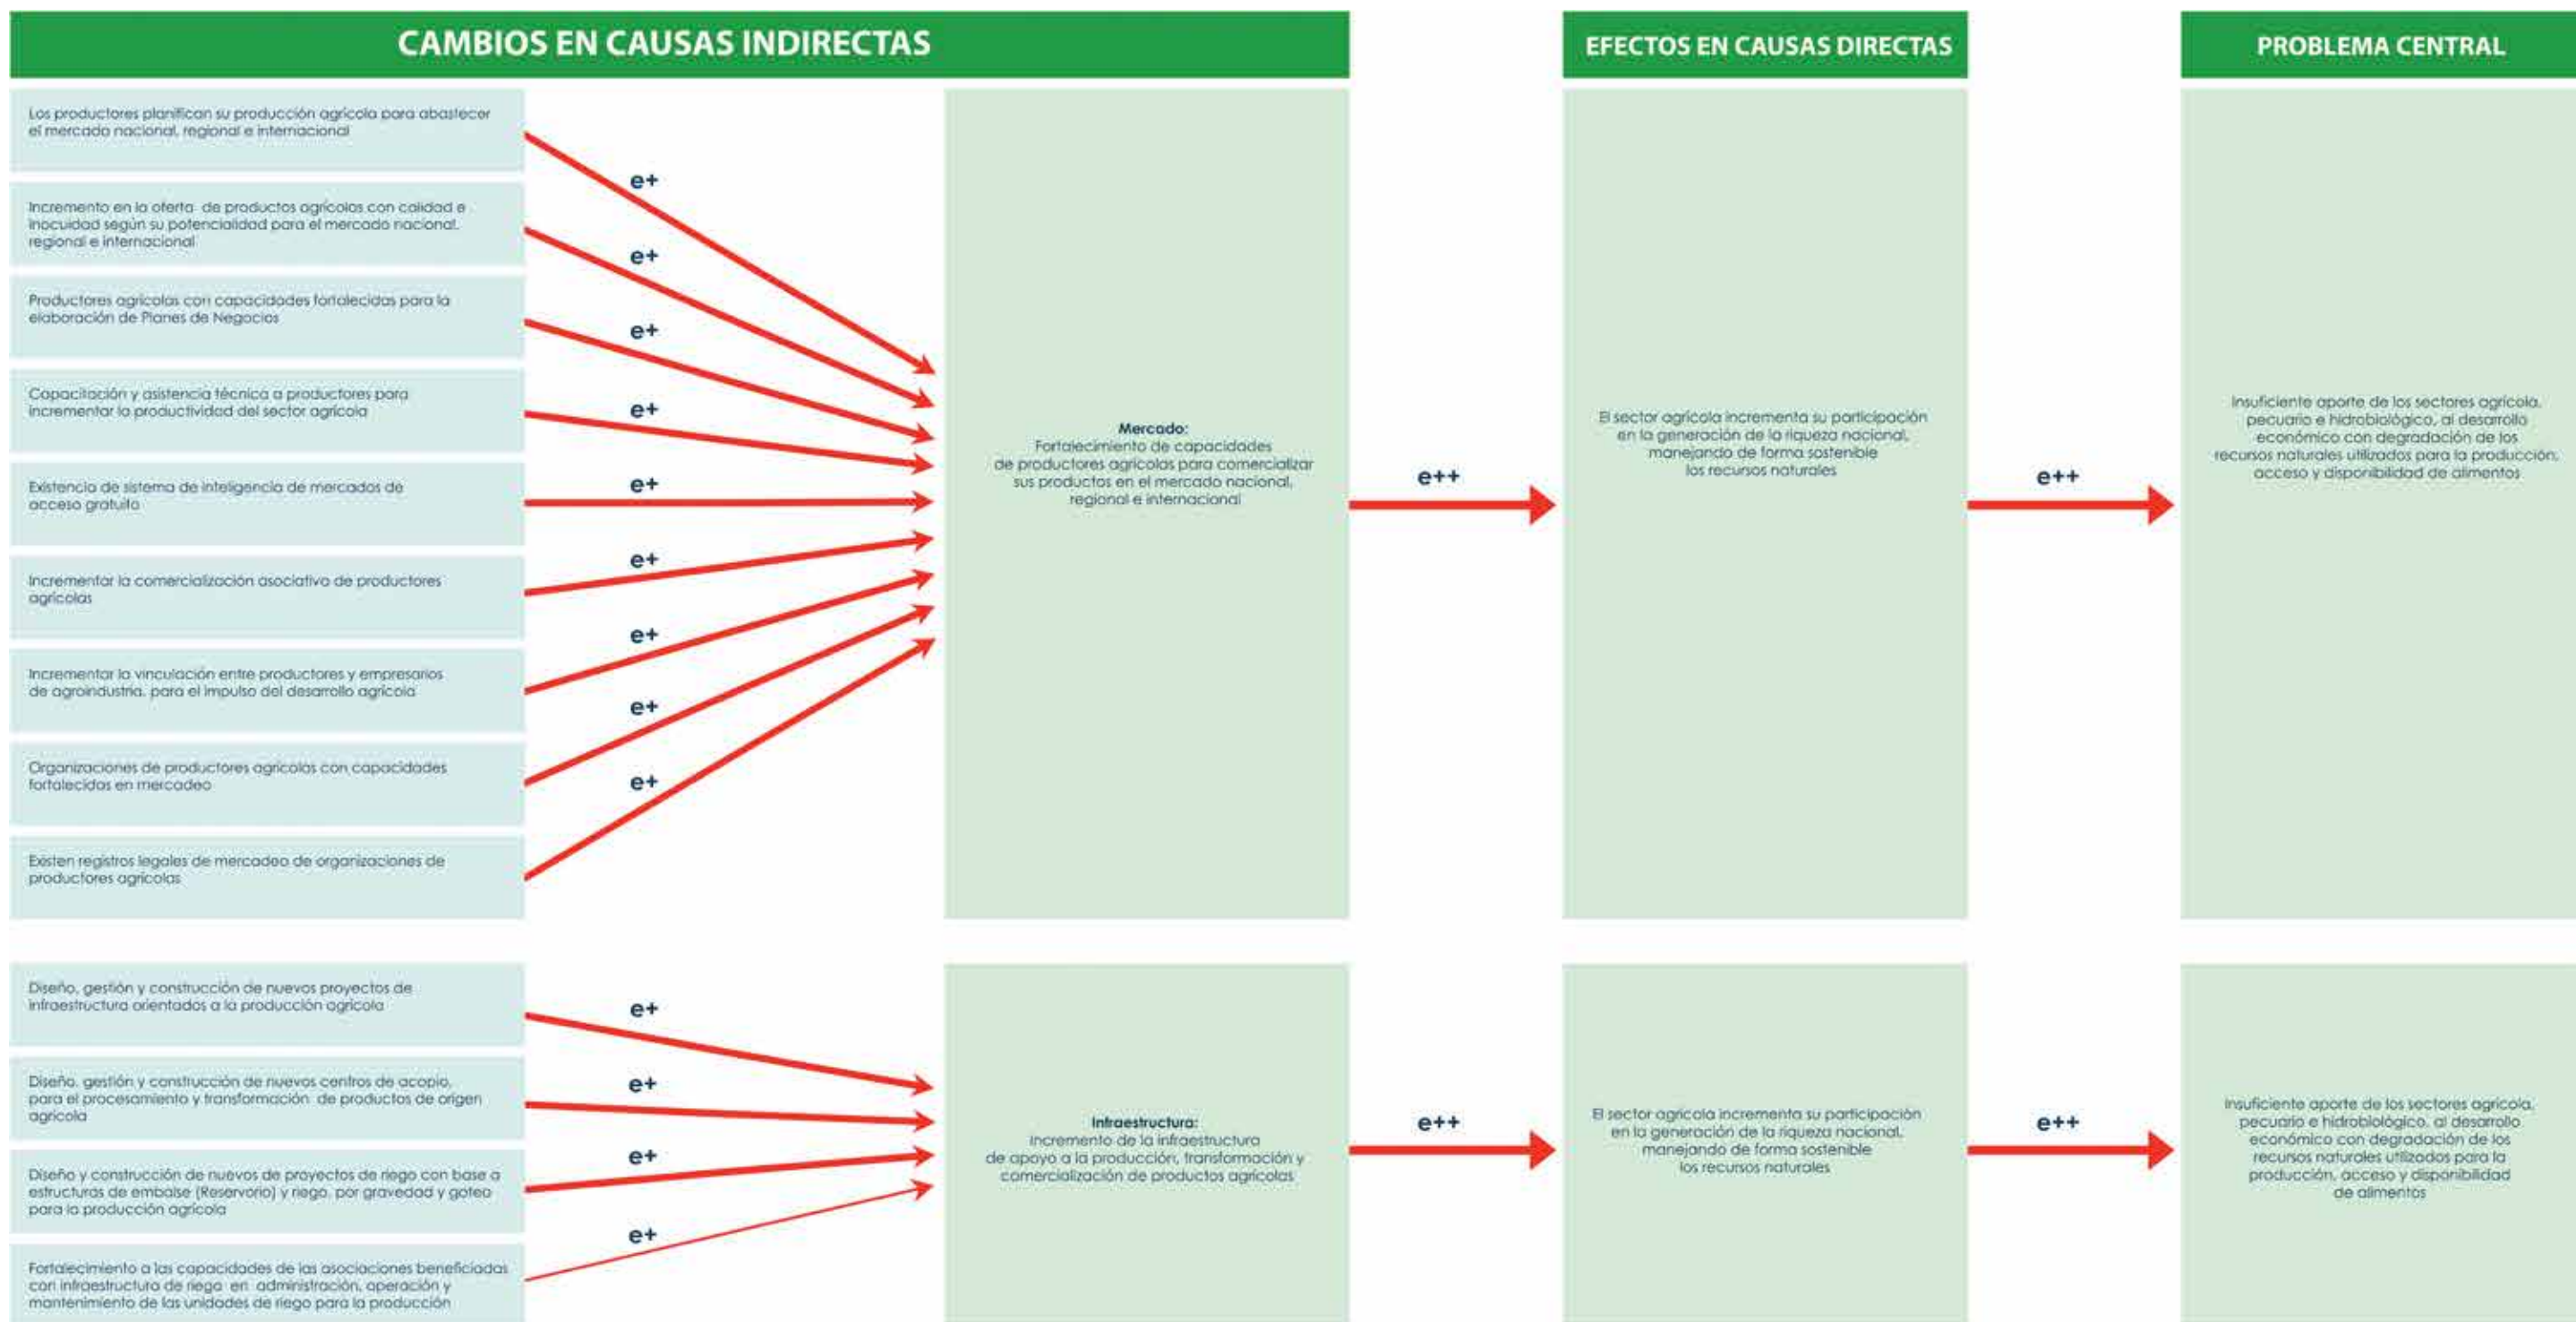 CAMBIOS EN CAUSAS INDIRECTAS
EFECTOS EN CAUSAS DIRECTAS
PROBLEMA CENTRAL
Los productores planifican su producción agrícola para abastecer
el mercado nacional, regional e internacional
e+
Incremento en la oferta de productos agrícolas con calidad e
inocuidad según su potencialidad para el mercado nacional,
regional e internacional
e+
Productores agrícolas con capacidades fortalecidas para la
elaboración de Planes de Negocios
e+
Capacitación y asistencia técnica a productores para
incrementar la productividad del sector agrícola
e+
Existencia de sistema de inteligencia de mercados de
acceso gratuito
e+
Incrementar la comercialización asociativa de productores
agrícolas
e+
Incrementar la vinculación entre productores y empresarios
de agroindustria, para el impulso del desarrollo agrícola
e+
Organizaciones de productores agrícolas con capacidades
fortalecidas en mercadeo
e+
Existen registros legales de mercadeo de organizaciones de
productores agrícolas
e+
Mercado:
Fortalecimiento de capacidades
de productores agrícolas para comercializar
sus productos en el mercado nacional,
regional e internacional
e++
El sector agrícola incrementa su participación
en la generación de la riqueza nacional,
manejando de forma sostenible
los recursos naturales
e++
Insuficiente aporte de los sectores agrícola,
pecuario e hidrobiológico, al desarrollo
económico con degradación de los
recursos naturales utilizados para la producción,
acceso y disponibilidad de alimentos
Diseño, gestión y construcción de nuevos proyectos de
infraestructura orientados a la producción agrícola
e+
Diseño, gestión y construcción de nuevos centros de acopio,
para el procesamiento y transformación de productos de origen
agrícola
e+
Diseño y construcción de nuevos de proyectos de riego con base a
estructuras de embalse (Reservorio) y riego, por gravedad y goteo
para la producción agrícola
e+
Fortalecimiento a las capacidades de las asociaciones beneficiadas
con infraestructura de riego en administración, operación y
mantenimiento de las unidades de riego para la producción
e+
Infraestructura:
Incremento de la infraestructura
de apoyo a la producción, transformación y
comercialización de productos agrícolas
e++
El sector agrícola incrementa su participación
en la generación de la riqueza nacional,
manejando de forma sostenible
los recursos naturales
e++
Insuficiente aporte de los sectores agrícola,
pecuario e hidrobiológico, al desarrollo
económico con degradación de los
recursos naturales utilizados para la
producción, acceso y disponibilidad
de alimentos